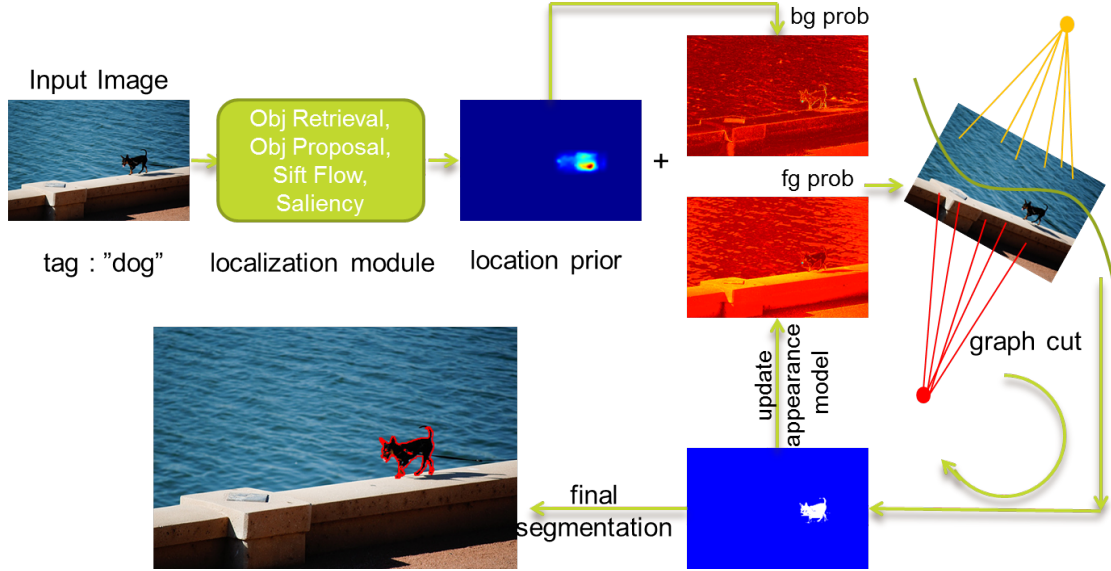 bg prob
Input Image
Obj Retrieval,
Obj Proposal,
Sift Flow,
Saliency
+
fg prob
tag : ”dog”
localization module
location prior
graph cut
update
appearance
model
final
segmentation